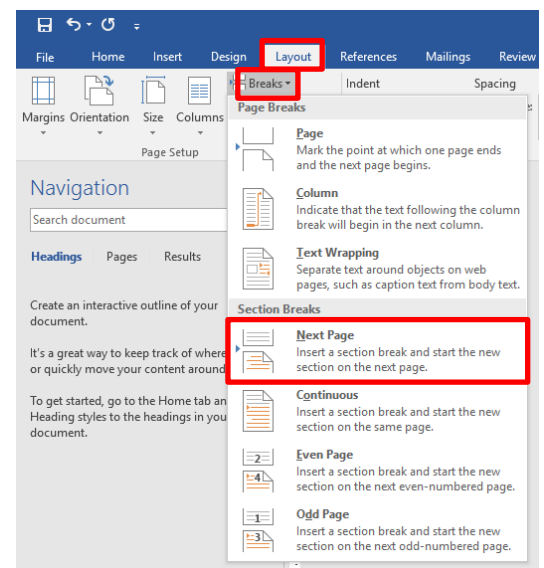 File Home Insert Design Layout References Mailings Review
Breaks
Indent Spacing
Margins Orientation Size Columns
Page Setup
Page Breaks
Page
Mark the point at which one page ends
and the next page begins.
Column
Indicate that the text following the column
break will begin in the next column.
Text Wrapping
Separate text around objects on web
pages, such as caption text from body text.
Section Breaks
Next Page
Insert a section break and start the new
section on the next page.
Continuous
Insert a section break and start the new
section on the same page.
Even Page
Insert a section break and start the new
section on the next even-numbered page.
Odd Page
Insert a section break and start the new
section on the next odd-numbered page.
2
4
1
3
Navigation
Search document
Headings Pages Results
Create an interactive outline of your
document.
It's a great way to keep track of where
or quickly move your content around
To get started, go to the Home tab an
Heading styles to the headings in you
document.